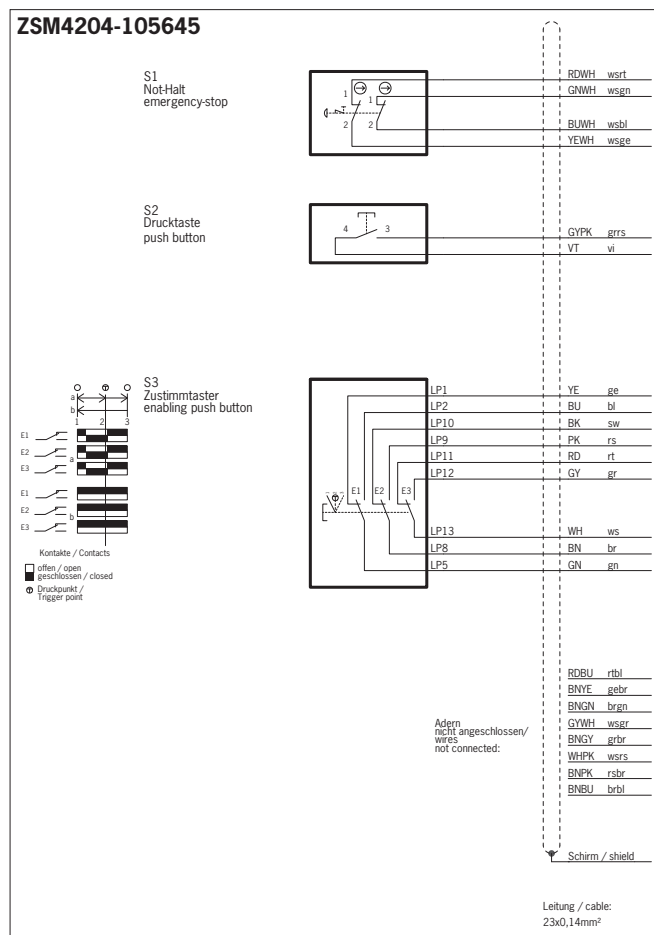 ZSM4204-105645
S1
Not-Halt
emergency-stop
1 1
2 2
RDWH wsrt
GNWH wsgn
BUWH wsbl
YEWH wsge
S2
Drucktaste
push button
4 3
GYPK grrs
VT vi
S3
Zustimmtaster
enabling push button
a
b
1 2 3
E1
E2
a
E3
E1
E2
b
E3
Kontakte / Contacts
offen / open
geschlossen / closed
Druckpunkt /
Trigger point
E1 E2 E3
LP1 YE ge
LP2 BU bl
LP10 BK sw
LP9 PK rs
LP11 RD rt
LP12 GY gr
LP13 WH ws
LP8 BN br
LP5 GN gn
Adern
nicht angeschlossen/
wires
not connected:
RDBU rtbl
BNYE gebr
BNGN brgn
GYWH wsgr
BNGY grbr
WHPK wsrs
BNPK rsbr
BNBU brbl
Schirm / shield
Leitung / cable:
23x0,14mm²